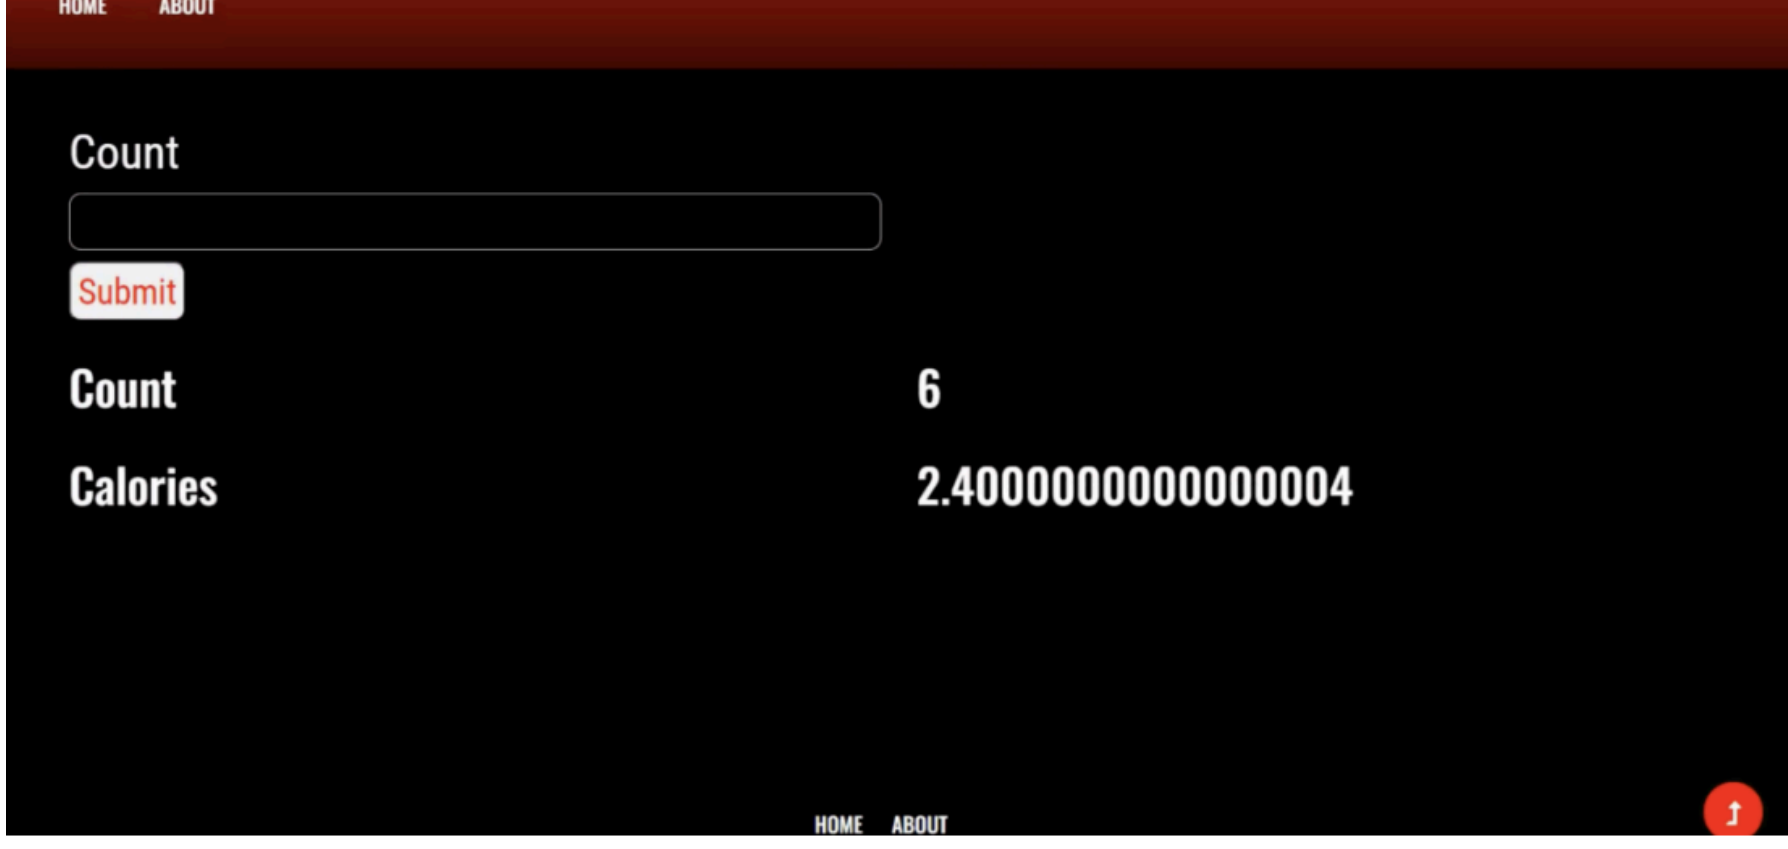 HOME ABOUT
Count
Submit
Count 6
Calories 2.4000000000000004
HOME ABOUT